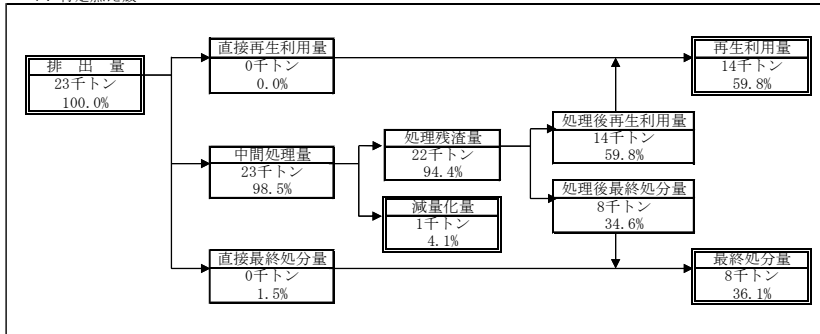 排 出 量
23千トン
100.0%
直接再生利用量
0千トン
0.0%
中間処理量
23千トン
98.5%
直接最終処分量
0千トン
1.5%
処理残渣量
22千トン
94.4%
減量化量
1千トン
4.1%
処理後再生利用量
14千トン
59.8%
処理後最終処分量
8千トン
34.6%
再生利用量
14千トン
59.8%
最終処分量
8千トン
36.1%